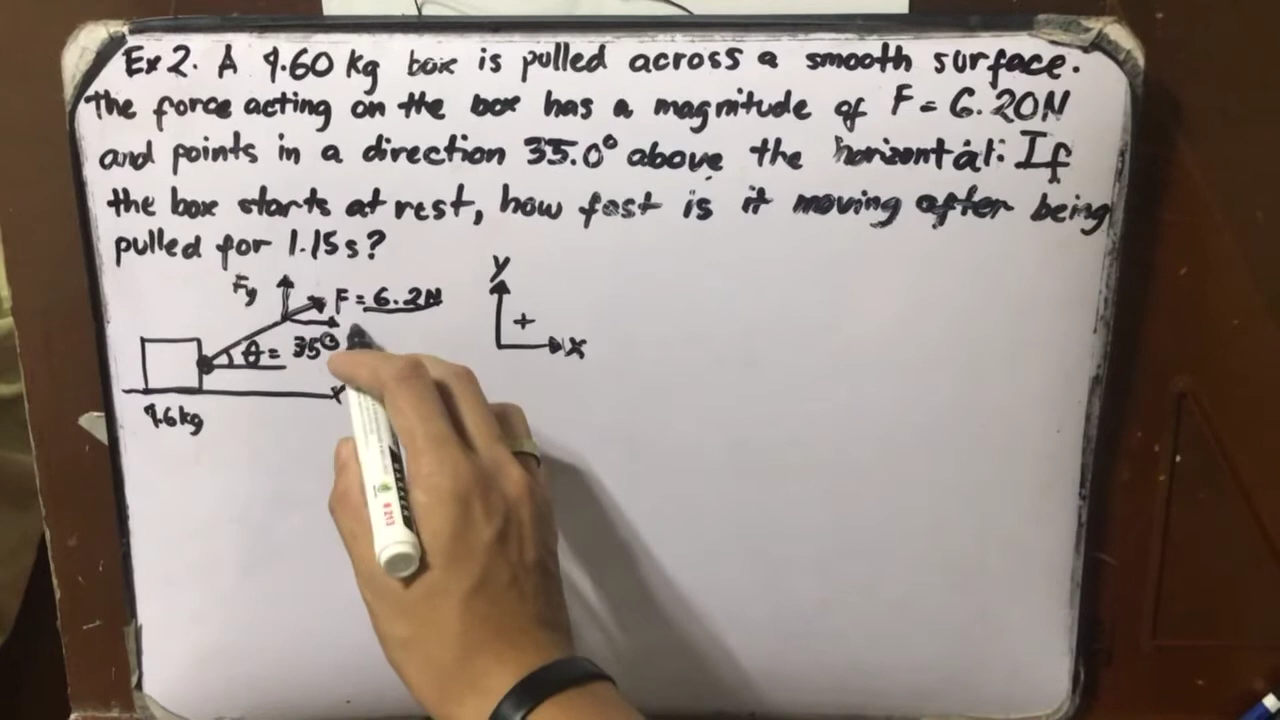 Ex 2. A 9.60 kg box is pulled across a smooth surface.
The force acting on the box has a magnitude of F = 6.20N
and points in a direction 35.0° above the horizontal. If
the box starts at rest, how fast is it moving after being
pulled for 1.15s?
Fy
F = 6.2N
θ = 35°
9.6kg
y
+
x